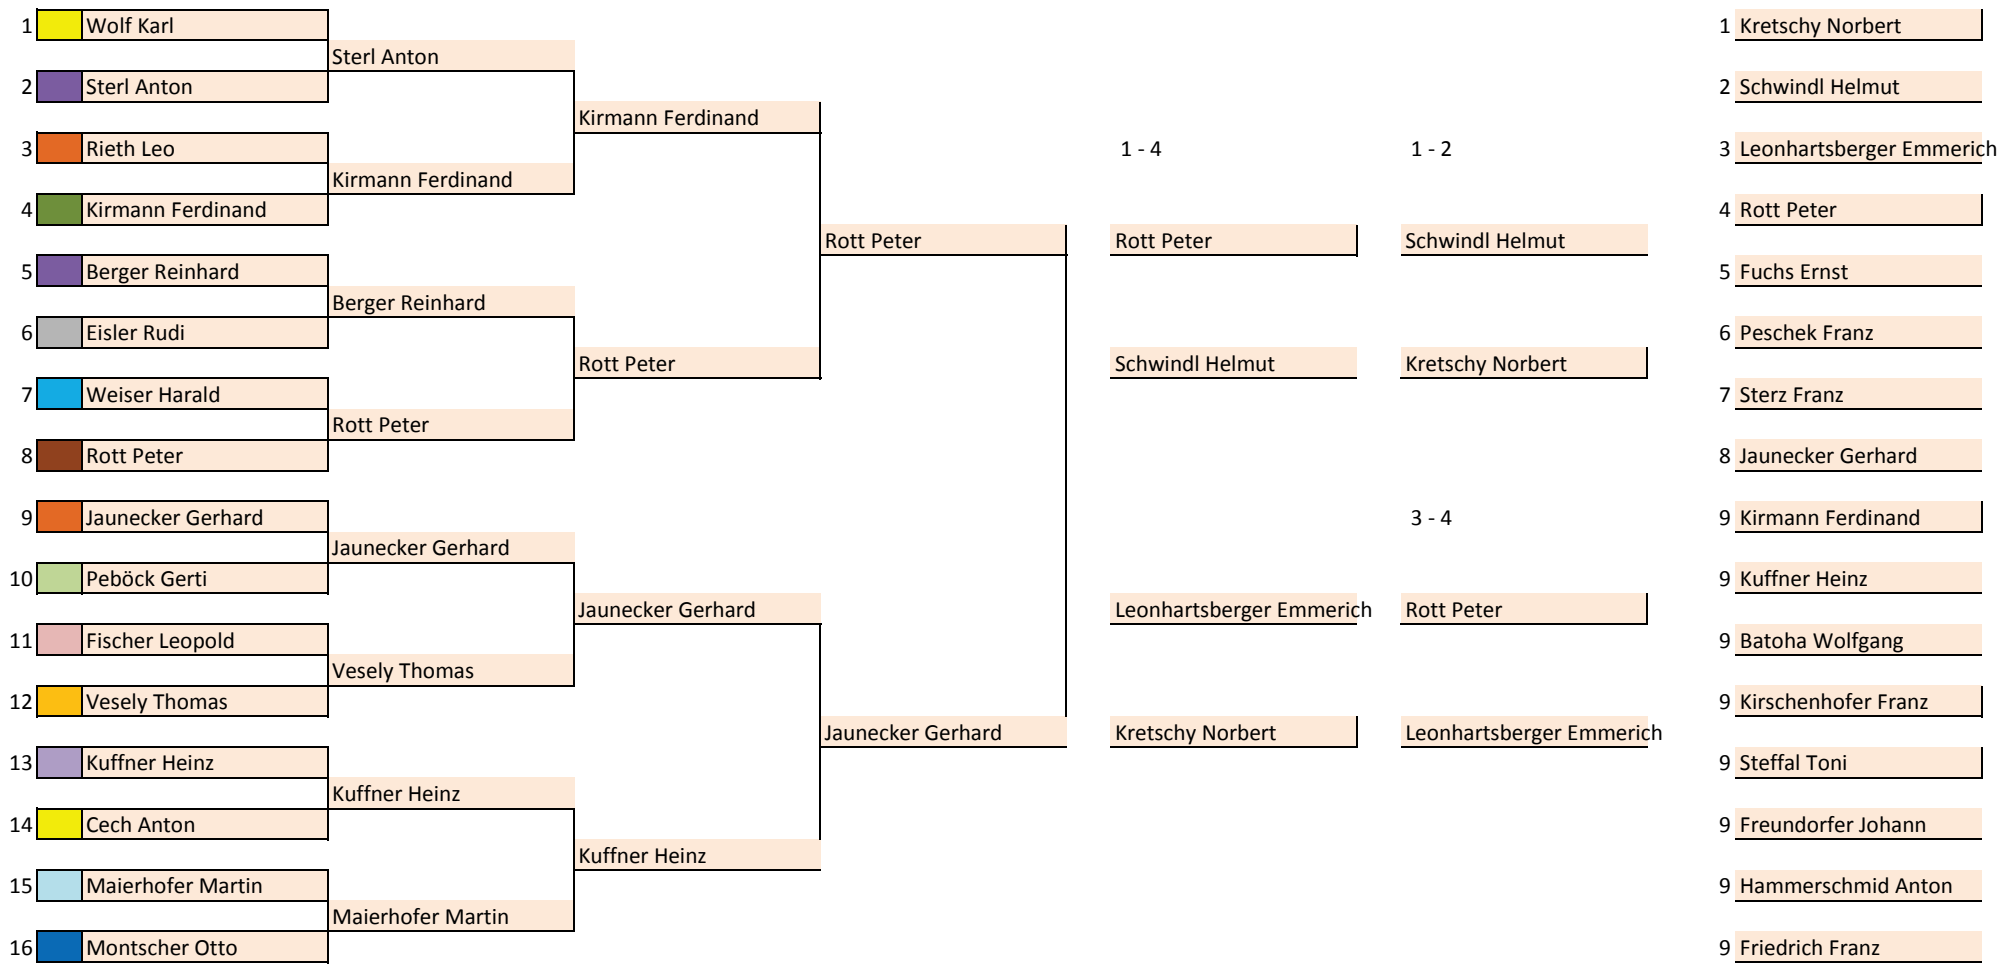 1 Wolf Karl
2 Sterl Anton
3 Rieth Leo
4 Kirmann Ferdinand
5 Berger Reinhard
6 Eisler Rudi
7 Weiser Harald
8 Rott Peter
9 Jaunecker Gerhard
10 Peböck Gerti
11 Fischer Leopold
12 Vesely Thomas
13 Kuffner Heinz
14 Cech Anton
15 Maierhofer Martin
16 Montscher Otto
Sterl Anton
Kirmann Ferdinand
Berger Reinhard
Rott Peter
Jaunecker Gerhard
Vesely Thomas
Kuffner Heinz
Maierhofer Martin
Kirmann Ferdinand
Rott Peter
Jaunecker Gerhard
Kuffner Heinz
Rott Peter
Jaunecker Gerhard
1 - 4
Rott Peter
Schwindl Helmut
Leonhartsberger Emmerich
Kretschy Norbert
1 - 2
Schwindl Helmut
Kretschy Norbert
3 - 4
Rott Peter
Leonhartsberger Emmerich
1 Kretschy Norbert
2 Schwindl Helmut
3 Leonhartsberger Emmerich
4 Rott Peter
5 Fuchs Ernst
6 Peschek Franz
7 Sterz Franz
8 Jaunecker Gerhard
9 Kirmann Ferdinand
9 Kuffner Heinz
9 Batoha Wolfgang
9 Kirschenhofer Franz
9 Steffal Toni
9 Freundorfer Johann
9 Hammerschmid Anton
9 Friedrich Franz